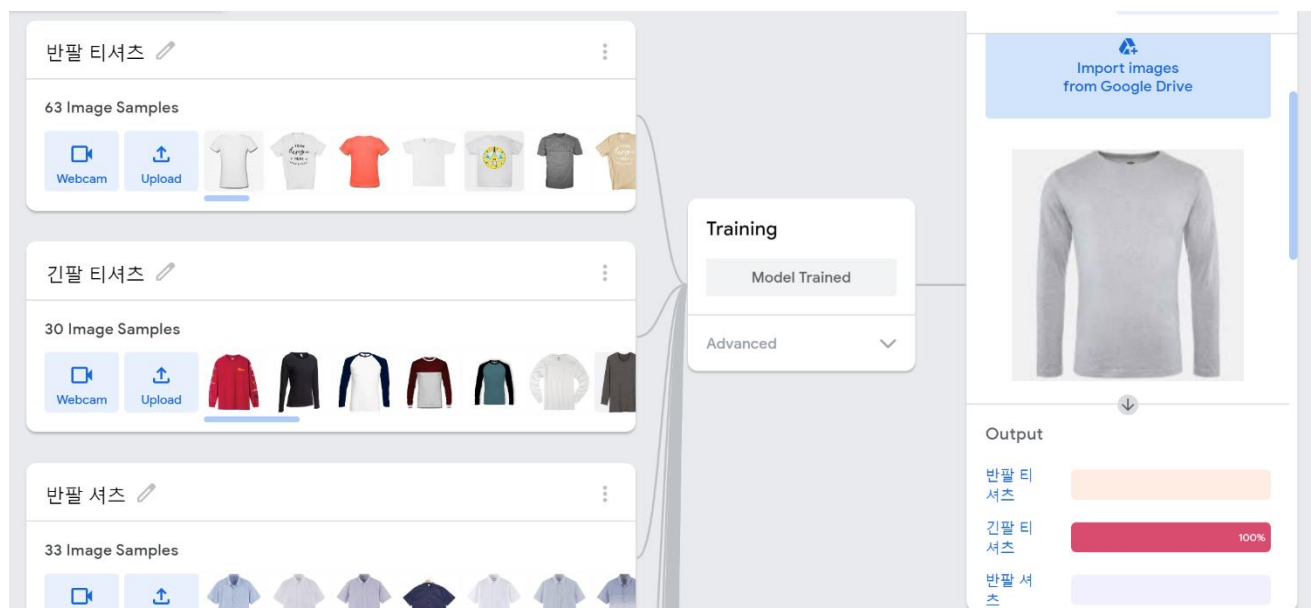 반팔 티셔츠
63 Image Samples
Webcam
Upload
긴팔 티셔츠
30 Image Samples
Webcam
Upload
반팔 셔츠
33 Image Samples
Training
Model Trained
Advanced
Import images
from Google Drive
Output
반팔 티
셔츠
긴팔 티
셔츠
100%
반팔 셔
츠